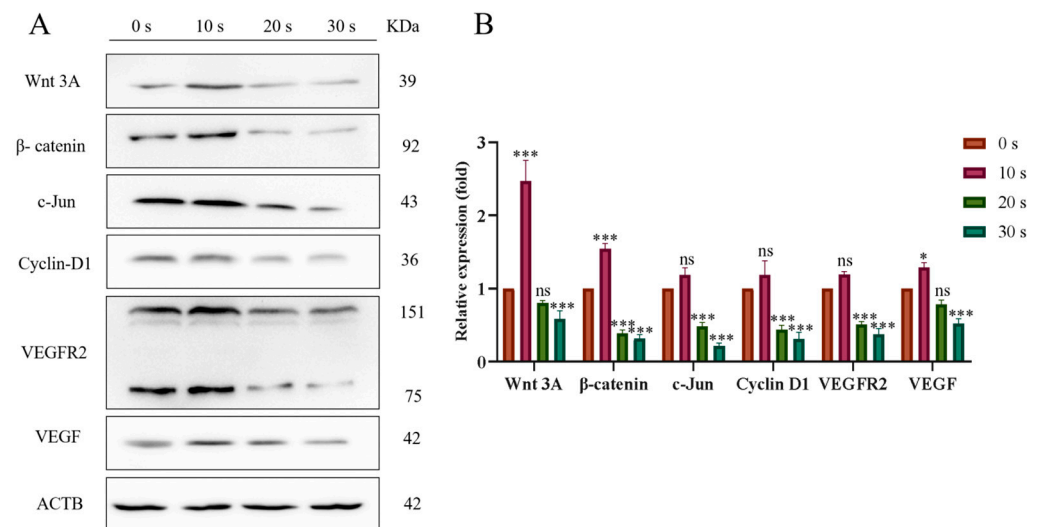 A
0 s 10 s 20 s 30 s KDa
Wnt 3A 39
β- catenin 92
c-Jun 43
Cyclin-D1 36
151
VEGFR2
75
VEGF 42
ACTB 42
B
Relative expression (fold)
3
2
1
0
***
ns
***
***
***
***
ns
***
***
ns
***
***
ns
***
***
*
ns
***
Wnt 3A β-catenin c-Jun Cyclin D1 VEGFR2 VEGF
0 s
10 s
20 s
30 s